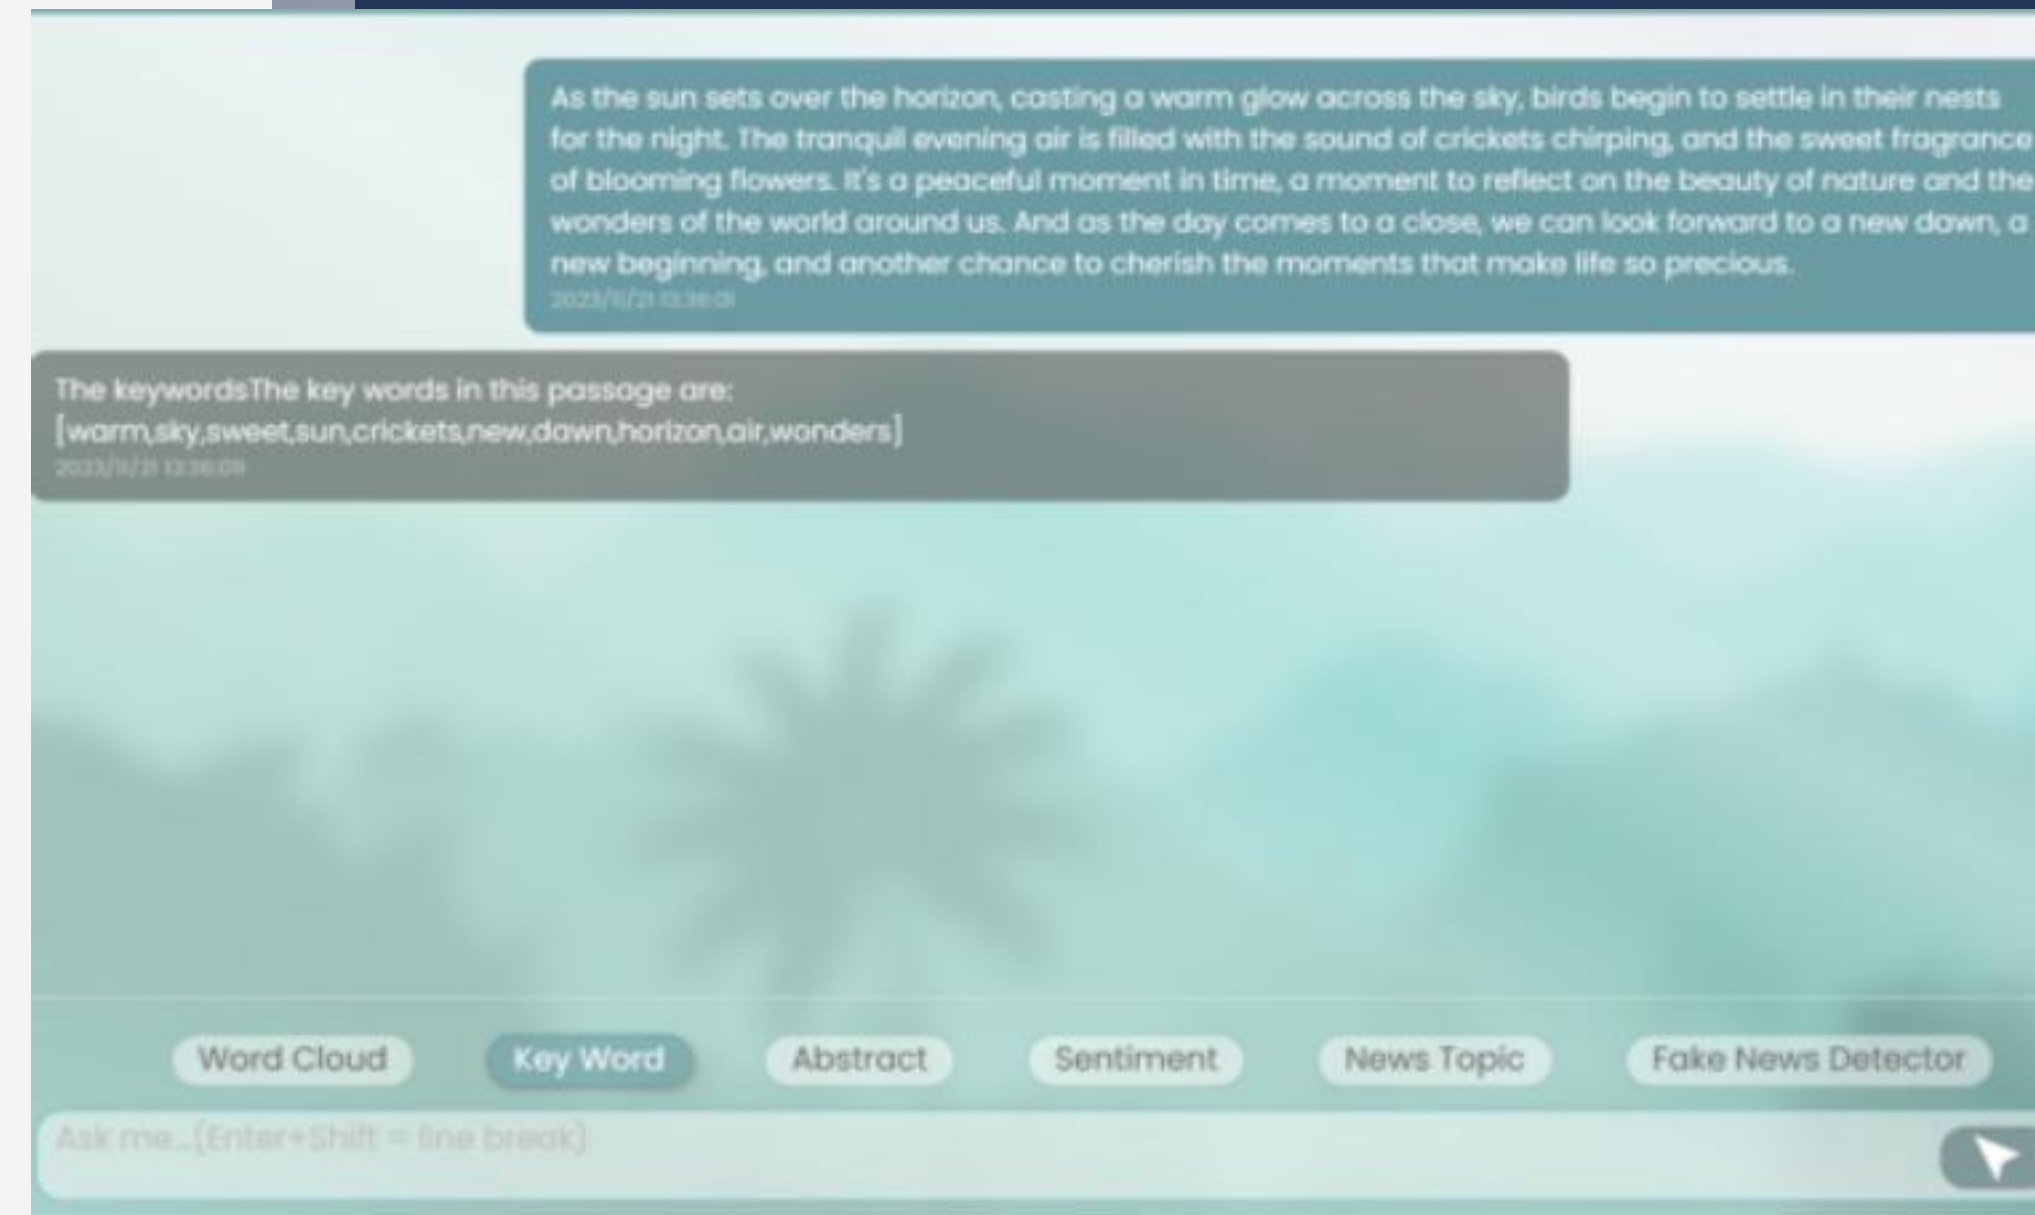 As the sun sets over the horizon, casting a warm glow across the sky, birds begin to settle in their nests
for the night. The tranquil evening air is filled with the sound of crickets chirping, and the sweet fragrance
of blooming flowers. It's a peaceful moment in time, a moment to reflect on the beauty of nature and the
wonders of the world around us. And as the day comes to a close, we can look forward to a new dawn, a
new beginning, and another chance to cherish the moments that make life so precious.
2023/11/21
The keywordsThe key words in this passage are:
[warm,sky,sweet,sun,crickets,new,dawn,horizon,air,wonders]
2023/11/21
Word Cloud Key Word Abstract Sentiment News Topic Fake News Detector
Ask me...(Enter+Shift = line break)